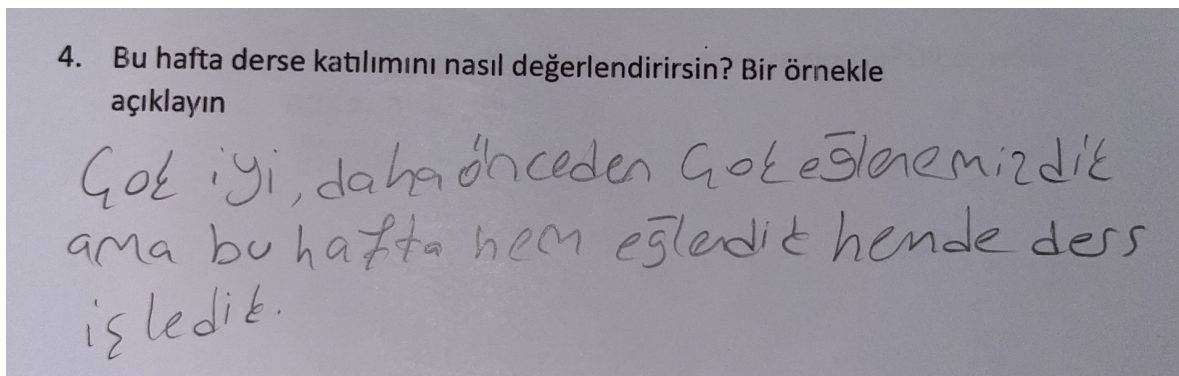 4. Bu hafta derse katılımını nasıl değerlendirirsin? Bir örnekle
açıklayın
Çok iyi, daha önceden çok eğlenemizdik
ama bu hafta hem eğlendik hende ders
işledik.